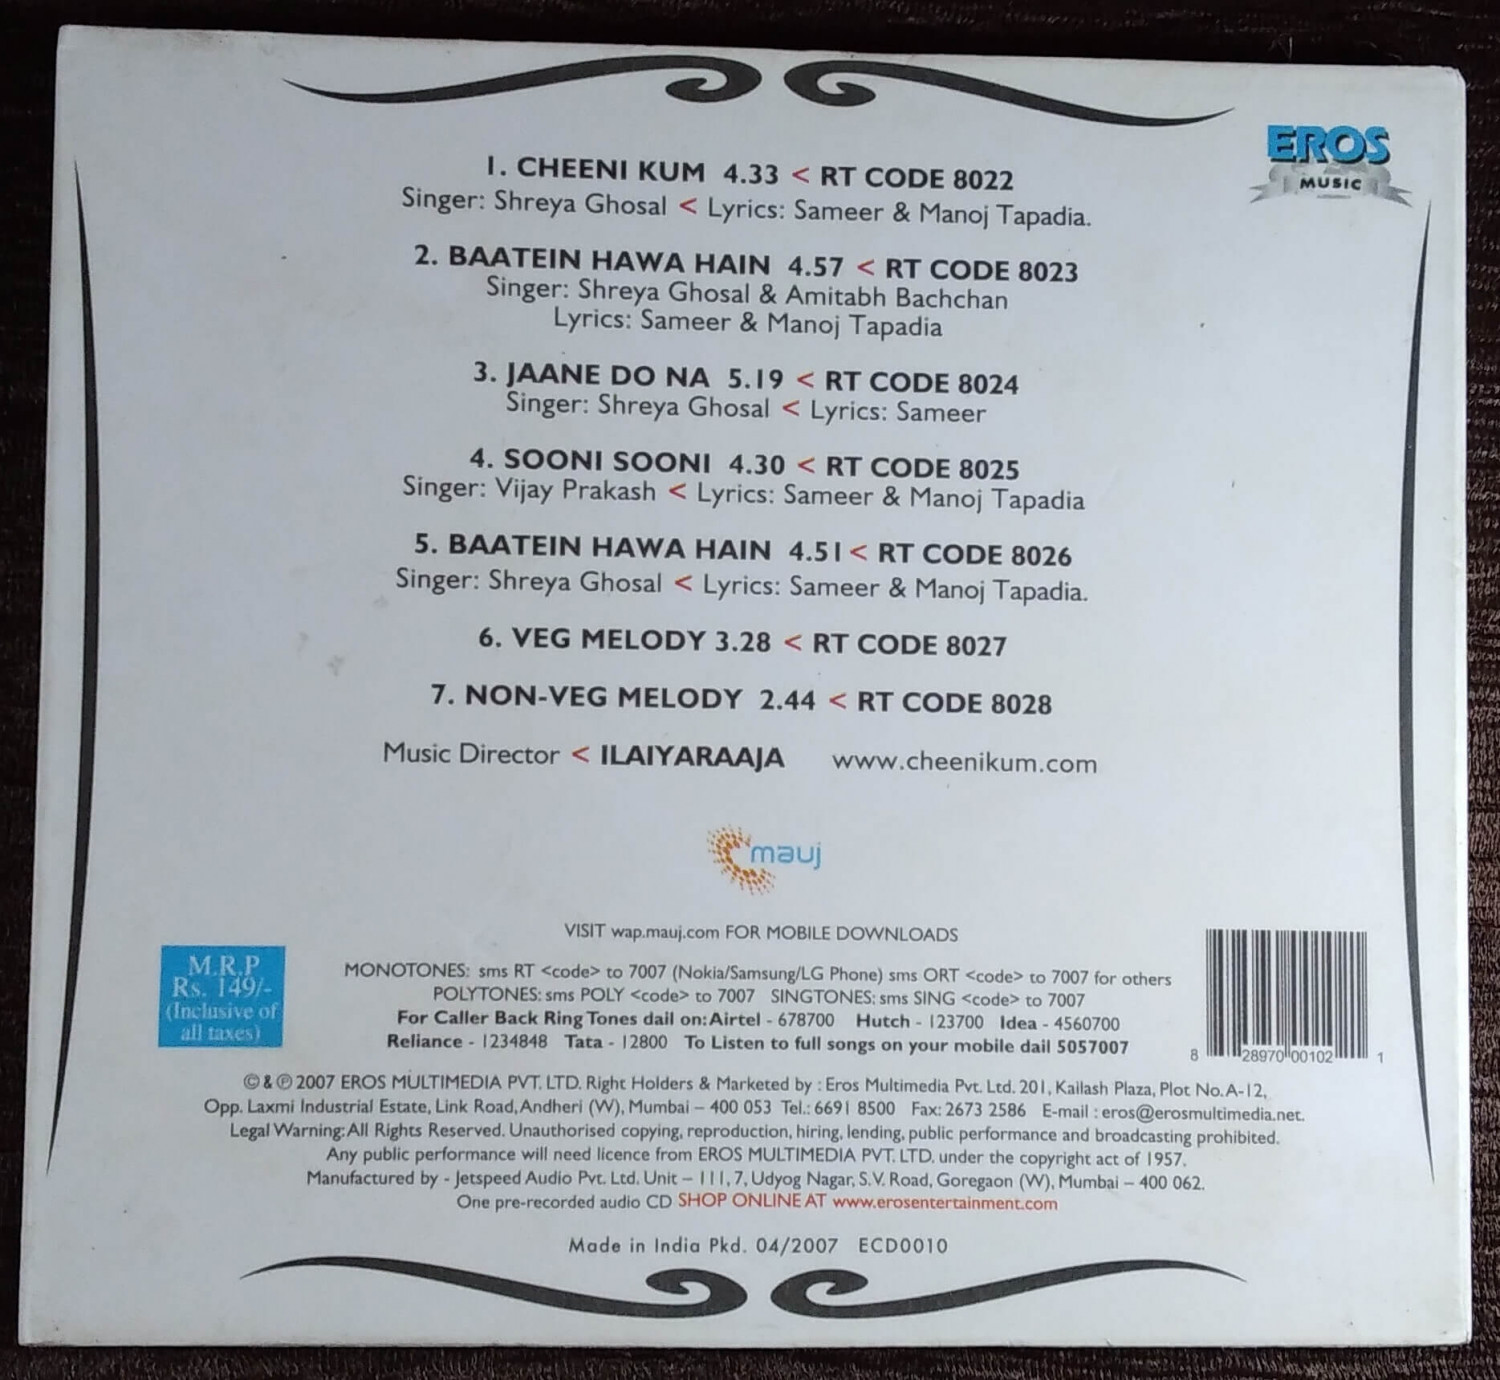 EROS
MUSIC
1. CHEENI KUM 4.33 < RT CODE 8022
Singer: Shreya Ghosal < Lyrics: Sameer & Manoj Tapadia.
2. BAATEIN HAWA HAIN 4.57 < RT CODE 8023
Singer: Shreya Ghosal & Amitabh Bachchan
Lyrics: Sameer & Manoj Tapadia
3. JAANE DO NA 5.19 < RT CODE 8024
Singer: Shreya Ghosal < Lyrics: Sameer
4. SOONI SOONI 4.30 < RT CODE 8025
Singer: Vijay Prakash < Lyrics: Sameer & Manoj Tapadia
5. BAATEIN HAWA HAIN 4.51 < RT CODE 8026
Singer: Shreya Ghosal < Lyrics: Sameer & Manoj Tapadia.
6. VEG MELODY 3.28 < RT CODE 8027
7. NON-VEG MELODY 2.44 < RT CODE 8028
Music Director < ILAIYARAAJA www.cheenikum.com
mauj
VISIT wap.mauj.com FOR MOBILE DOWNLOADS
M.R.P
Rs. 149/-
(Inclusive of
all taxes)
MONOTONES: sms RT <code> to 7007 (Nokia/Samsung/LG Phone) sms ORT <code> to 7007 for others
POLYTONES: sms POLY <code> to 7007 SINGTONES: sms SING <code> to 7007
For Caller Back Ring Tones dail on: Airtel - 678700 Hutch - 123700 Idea - 4560700
Reliance - 1234848 Tata - 12800 To Listen to full songs on your mobile dail 5057007
8 28970 00102 1
© & ℗ 2007 EROS MULTIMEDIA PVT. LTD. Right Holders & Marketed by : Eros Multimedia Pvt. Ltd. 201, Kailash Plaza, Plot No. A-12,
Opp. Laxmi Industrial Estate, Link Road, Andheri (W), Mumbai – 400 053 Tel.: 6691 8500 Fax: 2673 2586 E-mail : eros@erosmultimedia.net.
Legal Warning: All Rights Reserved. Unauthorised copying, reproduction, hiring, lending, public performance and broadcasting prohibited.
Any public performance will need licence from EROS MULTIMEDIA PVT. LTD. under the copyright act of 1957.
Manufactured by - Jetspeed Audio Pvt. Ltd. Unit – 111, 7, Udyog Nagar, S.V. Road, Goregaon (W), Mumbai – 400 062.
One pre-recorded audio CD SHOP ONLINE AT www.erosentertainment.com
Made in India Pkd. 04/2007 ECD0010